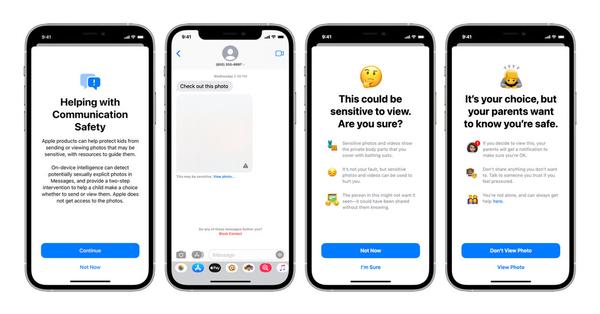 9:41
Helping with
Communication
Safety
Apple products can help protect kids from
sending or viewing photos that may be
sensitive, with resources to guide them.
On-device intelligence can detect
potentially sexually explicit photos in
Messages, and provide a two-step
intervention to help a child make a choice
whether to send or view them. Apple does
not get access to the photos.
Continue
Not Now
9:41
Wednesday
Check out this photo
This may be sensitive. View photo...
Do any of these messages bother you?
Block Contact
iMessage
Pay
9:41
This could be
sensitive to view.
Are you sure?
Sensitive photos and videos show
the private body parts that you
cover with bathing suits.
It's not your fault, but sensitive
photos and videos can be used to
hurt you.
The person in this might not want it
seen—it could have been shared
without them knowing.
Not Now
I'm Sure
9:41
It's your choice, but
your parents want
to know you're safe.
If you decide to view this, your
parents will get a notification to
make sure you're OK.
Don't share anything you don't want
to. Talk to someone you trust if you
feel pressured.
You're not alone, and can always get
help here.
Don't View Photo
View Photo